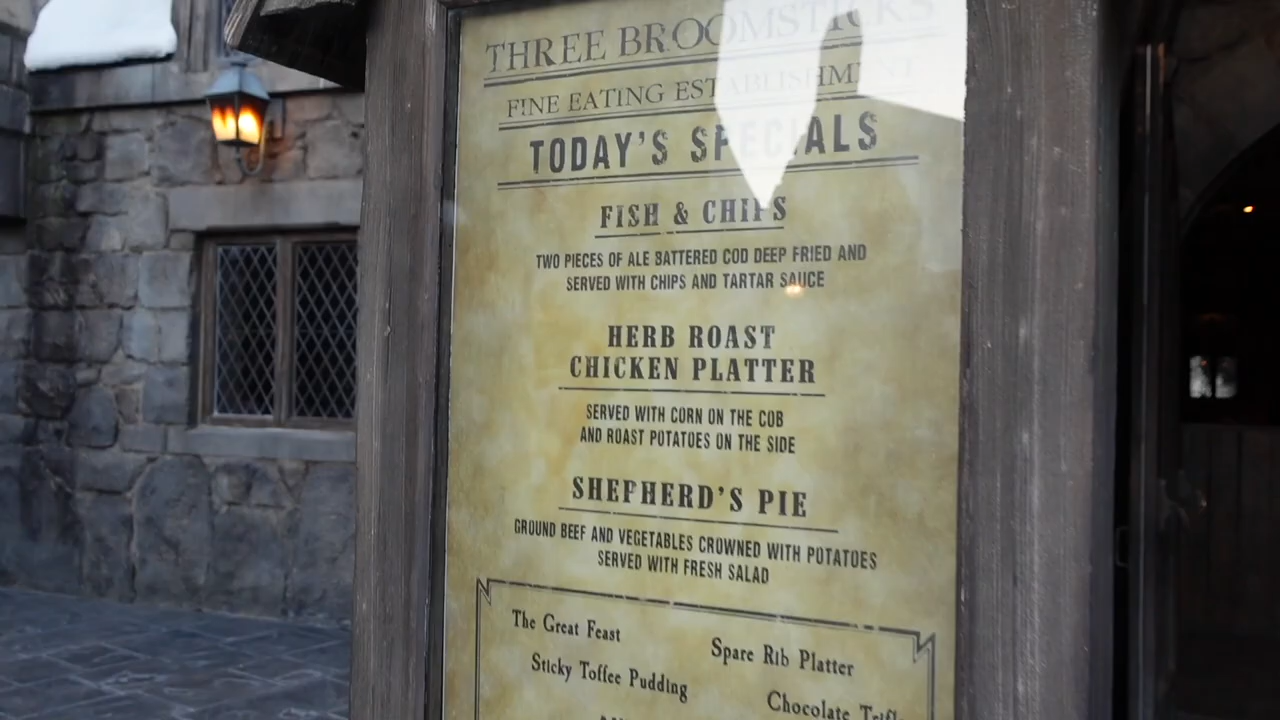 THREE BROOMSTICKS
FINE EATING ESTABLISHMENT
TODAY'S SPECIALS
FISH & CHIPS
TWO PIECES OF ALE BATTERED COD DEEP FRIED AND
SERVED WITH CHIPS AND TARTAR SAUCE
HERB ROAST
CHICKEN PLATTER
SERVED WITH CORN ON THE COB
AND ROAST POTATOES ON THE SIDE
SHEPHERD'S PIE
GROUND BEEF AND VEGETABLES CROWNED WITH POTATOES
SERVED WITH FRESH SALAD
The Great Feast
Spare Rib Platter
Sticky Toffee Pudding
Chocolate